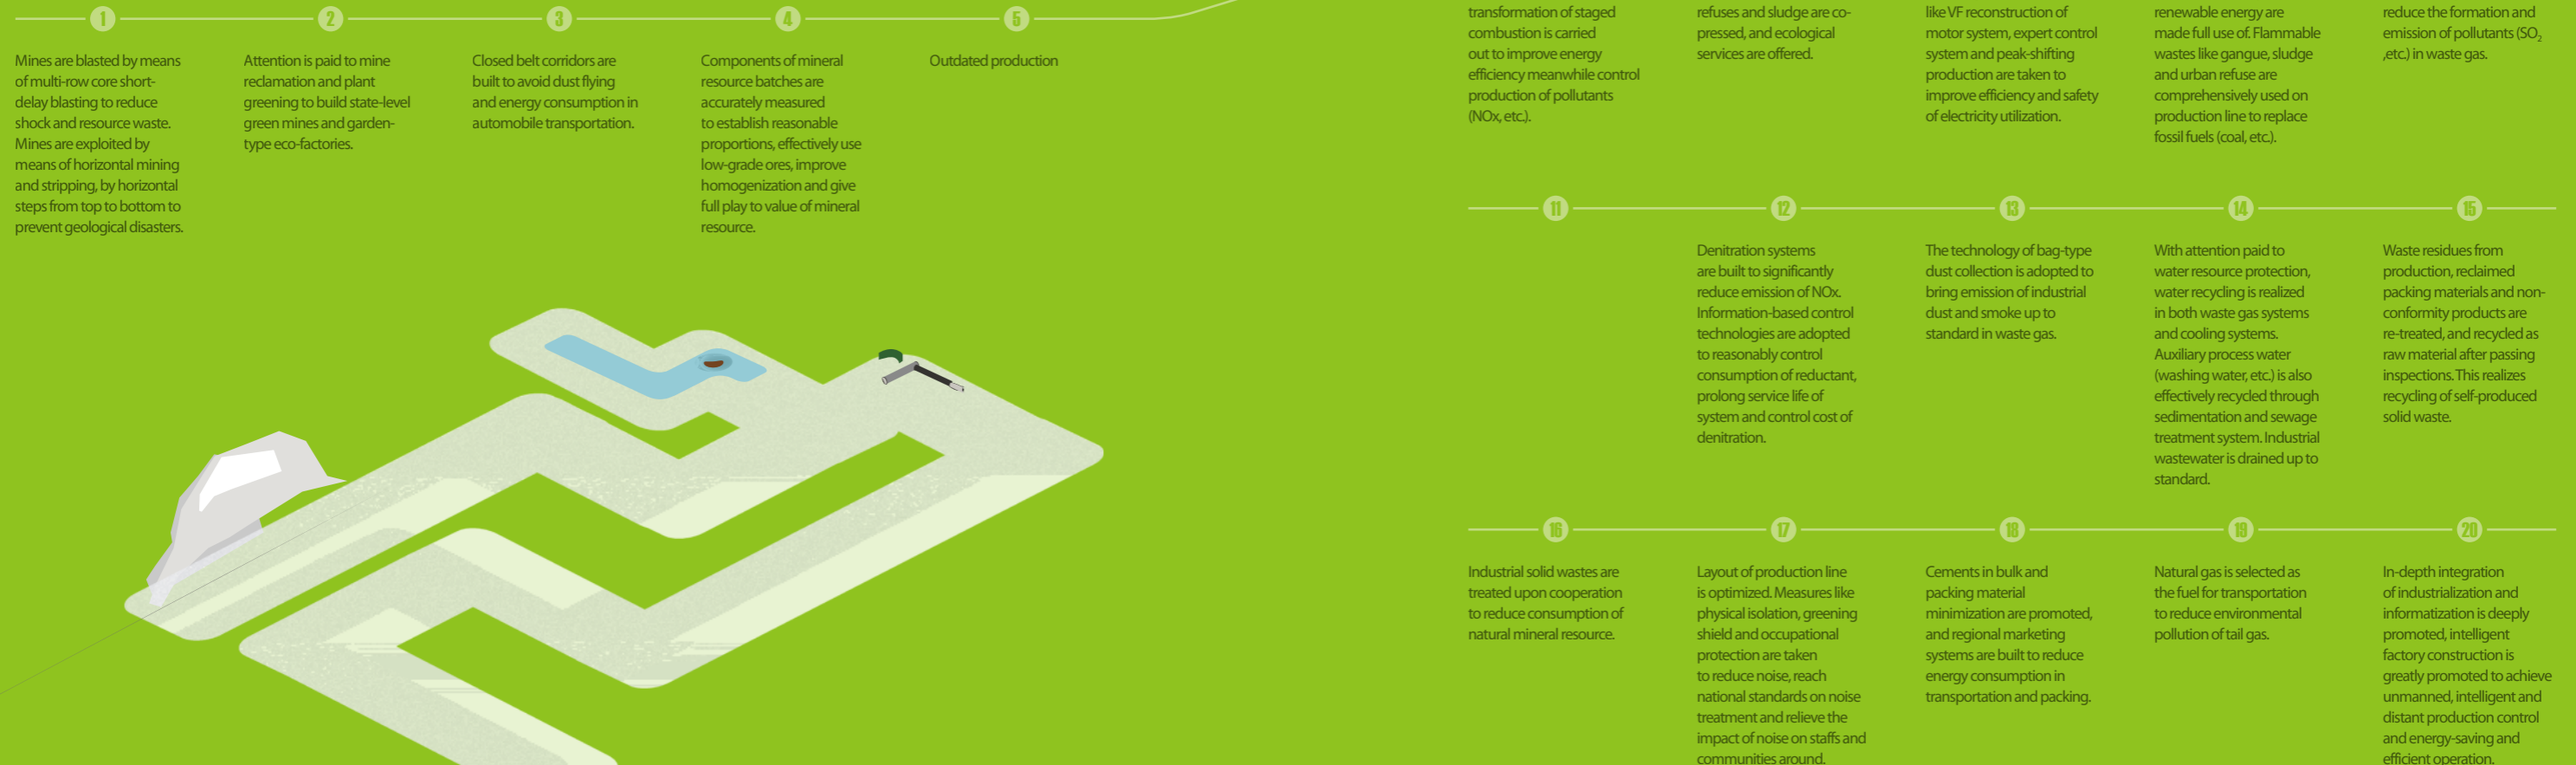 1
2
3
4
5
Mines are blasted by means
of multi-row core short-
delay blasting to reduce
shock and resource waste.
Mines are exploited by
means of horizontal mining
and stripping, by horizontal
steps from top to bottom to
prevent geological disasters.
Attention is paid to mine
reclamation and plant
greening to build state-level
green mines and garden-
type eco-factories.
Closed belt corridors are
built to avoid dust flying
and energy consumption in
automobile transportation.
Components of mineral
resource batches are
accurately measured
to establish reasonable
proportions, effectively use
low-grade ores, improve
homogenization and give
full play to value of mineral
resource.
Outdated production
transformation of staged
combustion is carried
out to improve energy
efficiency meanwhile control
production of pollutants
(NOx, etc.).
refuses and sludge are co-
pressed, and ecological
services are offered.
like VF reconstruction of
motor system, expert control
system and peak-shifting
production are taken to
improve efficiency and safety
of electricity utilization.
renewable energy are
made full use of. Flammable
wastes like gangue, sludge
and urban refuse are
comprehensively used on
production line to replace
fossil fuels (coal, etc.).
reduce the formation and
emission of pollutants (SO2
,etc.) in waste gas.
11
12
13
14
15
Denitration systems
are built to significantly
reduce emission of NOx.
Information-based control
technologies are adopted
to reasonably control
consumption of reductant,
prolong service life of
system and control cost of
denitration.
The technology of bag-type
dust collection is adopted to
bring emission of industrial
dust and smoke up to
standard in waste gas.
With attention paid to
water resource protection,
water recycling is realized
in both waste gas systems
and cooling systems.
Auxiliary process water
(washing water, etc.) is also
effectively recycled through
sedimentation and sewage
treatment system. Industrial
wastewater is drained up to
standard.
Waste residues from
production, reclaimed
packing materials and non-
conformity products are
re-treated, and recycled as
raw material after passing
inspections. This realizes
recycling of self-produced
solid waste.
16
17
18
19
20
Industrial solid wastes are
treated upon cooperation
to reduce consumption of
natural mineral resource.
Layout of production line
is optimized. Measures like
physical isolation, greening
shield and occupational
protection are taken
to reduce noise, reach
national standards on noise
treatment and relieve the
impact of noise on staffs and
communities around.
Cements in bulk and
packing material
minimization are promoted,
and regional marketing
systems are built to reduce
energy consumption in
transportation and packing.
Natural gas is selected as
the fuel for transportation
to reduce environmental
pollution of tail gas.
In-depth integration
of industrialization and
informatization is deeply
promoted, intelligent
factory construction is
greatly promoted to achieve
unmanned, intelligent and
distant production control
and energy-saving and
efficient operation.